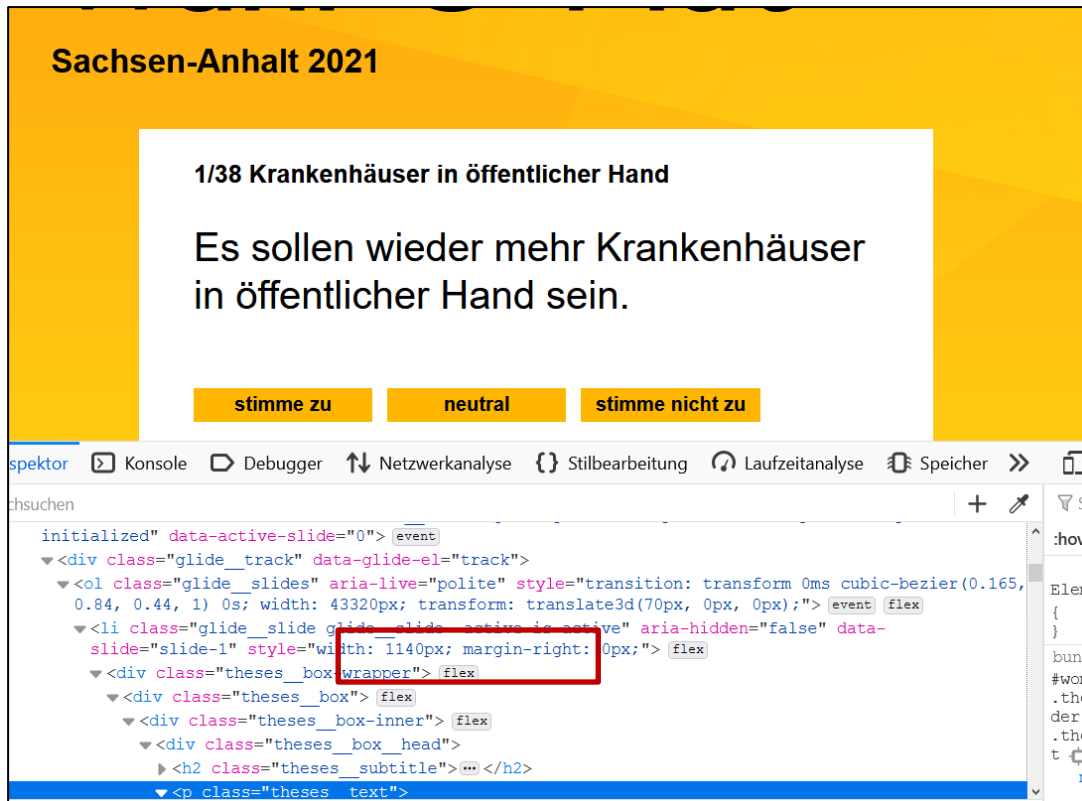 Sachsen-Anhalt 2021
1/38 Krankenhäuser in öffentlicher Hand
Es sollen wieder mehr Krankenhäuser
in öffentlicher Hand sein.
stimme zu neutral stimme nicht zu
spektor Konsole Debugger Netzwerkanalyse {} Stilbearbeitung Laufzeitanalyse Speicher
chsuchen
initialized" data-active-slide="0"> event
<div class="glide__track" data-glide-el="track">
<ol class="glide__slides" aria-live="polite" style="transition: transform 0ms cubic-bezier(0.165,
0.84, 0.44, 1) 0s; width: 43320px; transform: translate3d(70px, 0px, 0px);"> event flex
<li class="glide__slide glide__slide--active is-active" aria-hidden="false" data-
slide="slide-1" style="width: 1140px; margin-right: 0px;"> flex
<div class="theses__box-wrapper"> flex
<div class="theses__box"> flex
<div class="theses__box-inner"> flex
<div class="theses__box__head">
<h2 class="theses__subtitle">…</h2>
<p class="theses__text">
:hov
Eler
{
}
bun
#wor
.the
der
.the
t